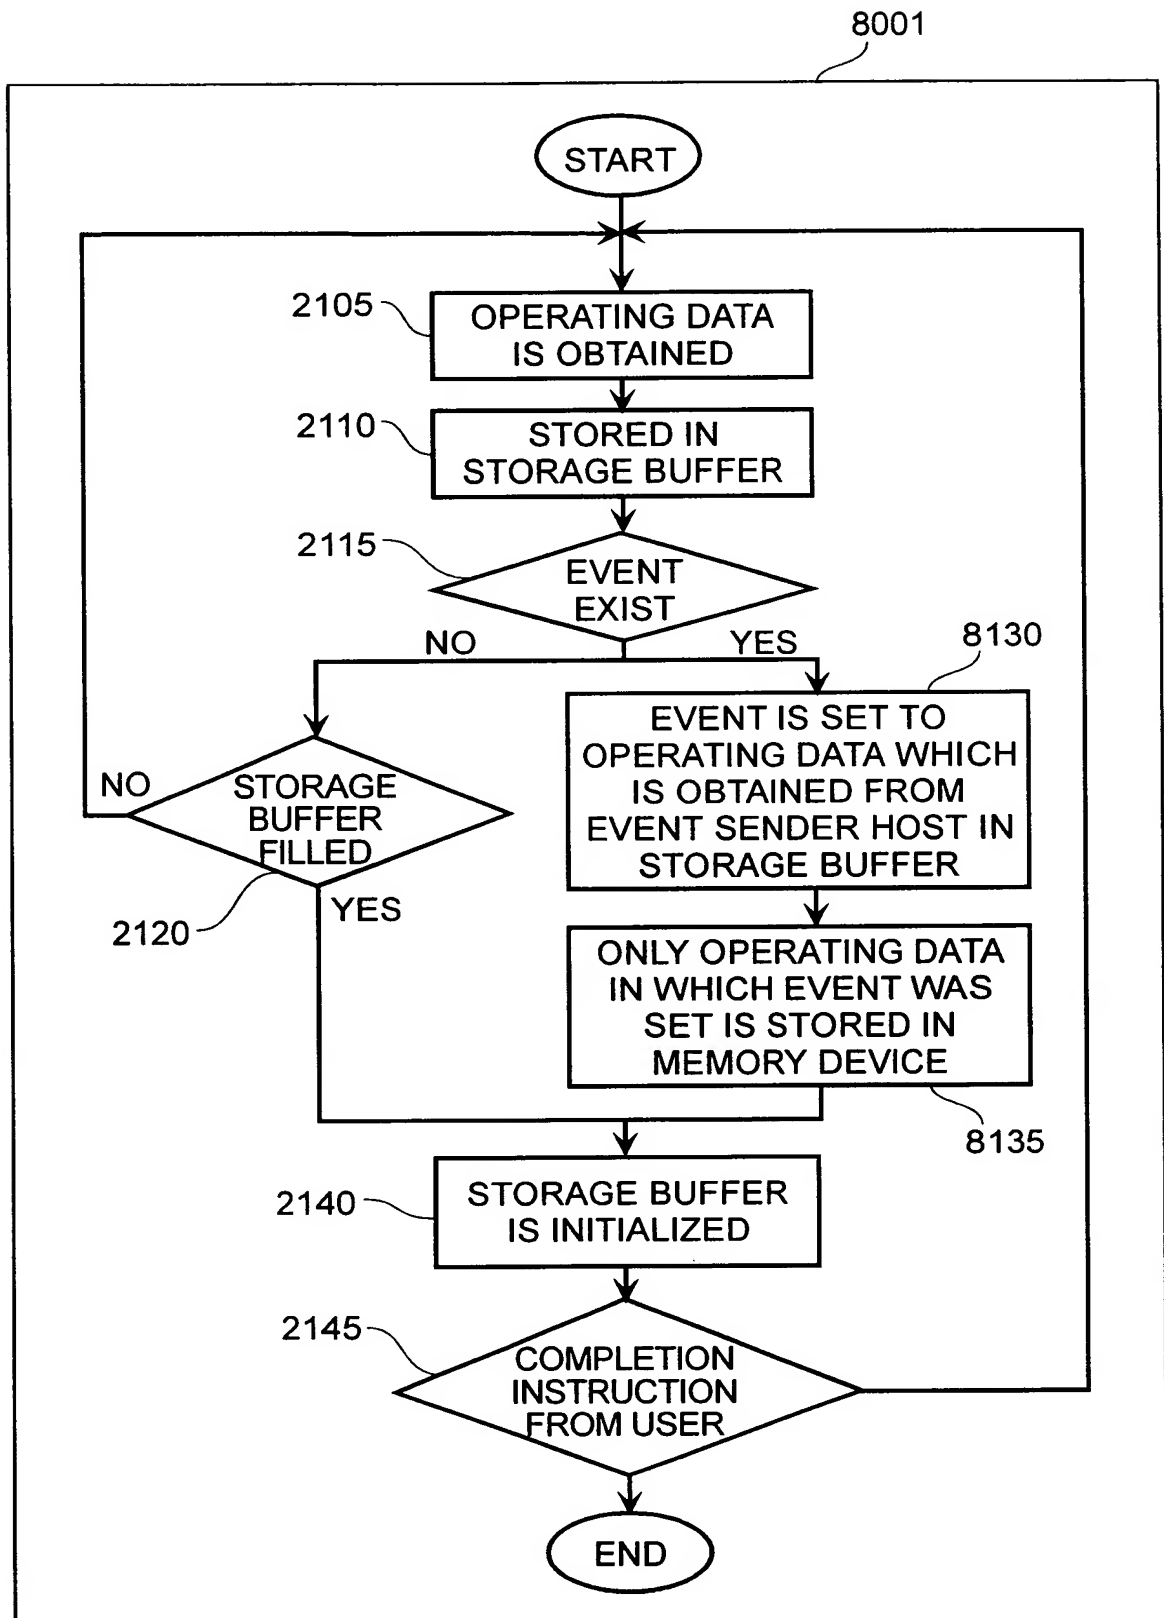 8001
START
2105
OPERATING DATA
IS OBTAINED
2110
STORED IN
STORAGE BUFFER
2115
EVENT
EXIST
NO
YES
8130
EVENT IS SET TO
OPERATING DATA WHICH
IS OBTAINED FROM
EVENT SENDER HOST IN
STORAGE BUFFER
NO
STORAGE
BUFFER
FILLED
YES
2120
ONLY OPERATING DATA
IN WHICH EVENT WAS
SET IS STORED IN
MEMORY DEVICE
8135
2140
STORAGE BUFFER
IS INITIALIZED
2145
COMPLETION
INSTRUCTION
FROM USER
END